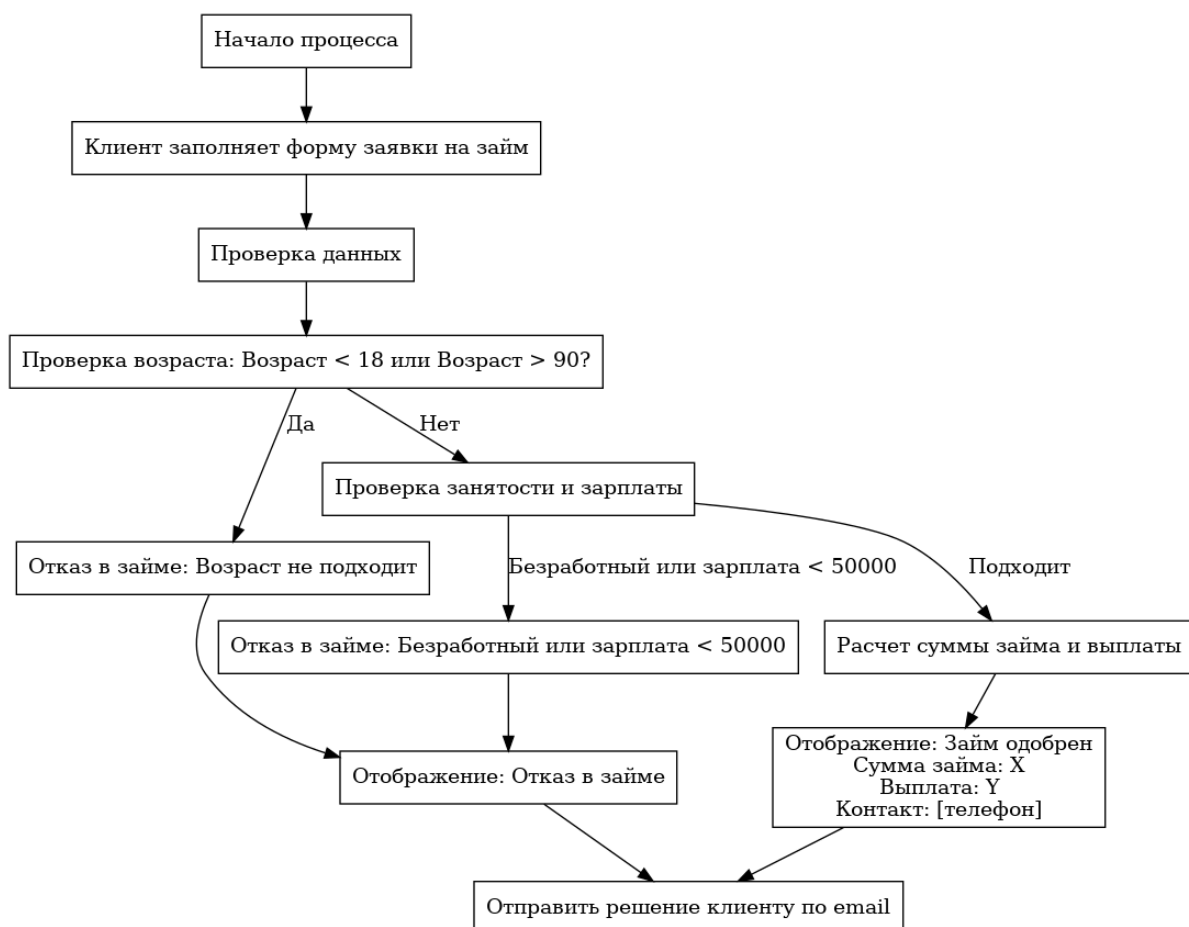 Начало процесса
Клиент заполняет форму заявки на займ
Проверка данных
Проверка возраста: Возраст < 18 или Возраст > 90?
Да
Нет
Проверка занятости и зарплаты
Отказ в займе: Возраст не подходит
Безработный или зарплата < 50000
Подходит
Отказ в займе: Безработный или зарплата < 50000
Расчет суммы займа и выплаты
Отображение: Отказ в займе
Отображение: Займ одобрен
Сумма займа: X
Выплата: Y
Контакт: [телефон]
Отправить решение клиенту по email